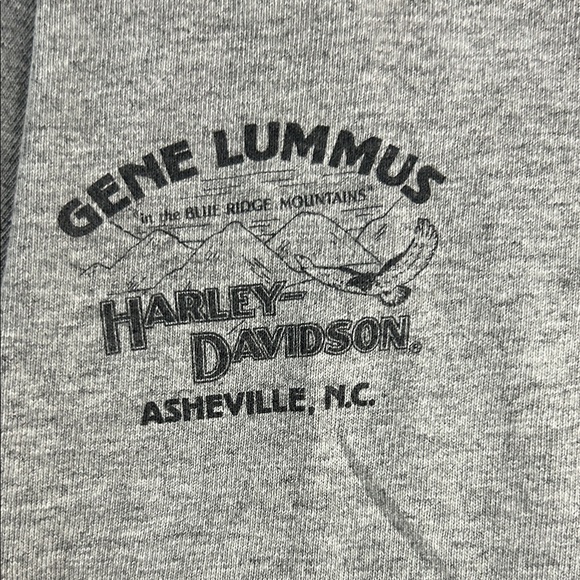 GENE LUMMUS
"in the BLUE RIDGE MOUNTAINS"
HARLEY-
DAVIDSON®
ASHEVILLE, N.C.